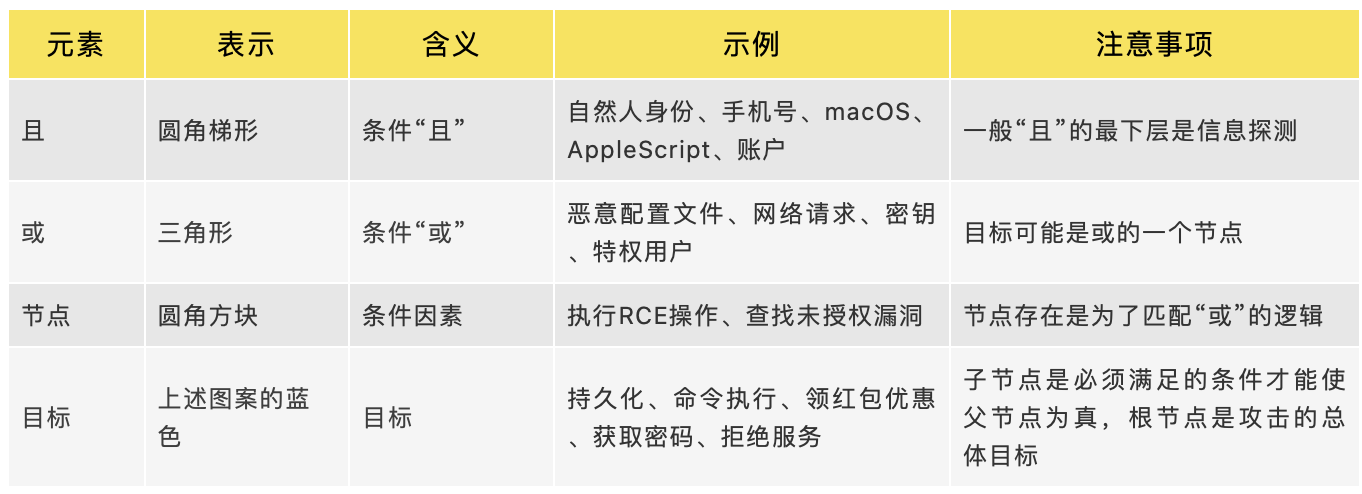 元素 表示 含义 示例 注意事项
且 圆角梯形 条件“且” 自然人身份、手机号、macOS、
AppleScript、账户 一般“且”的最下层是信息探测
或 三角形 条件“或” 恶意配置文件、网络请求、密钥
、特权用户 目标可能是或的一个节点
节点 圆角方块 条件因素 执行RCE操作、查找未授权漏洞 节点存在是为了匹配“或”的逻辑
目标 上述图案的蓝
色 目标 持久化、命令执行、领红包优惠
、获取密码、拒绝服务 子节点是必须满足的条件才能使
父节点为真，根节点是攻击的总
体目标